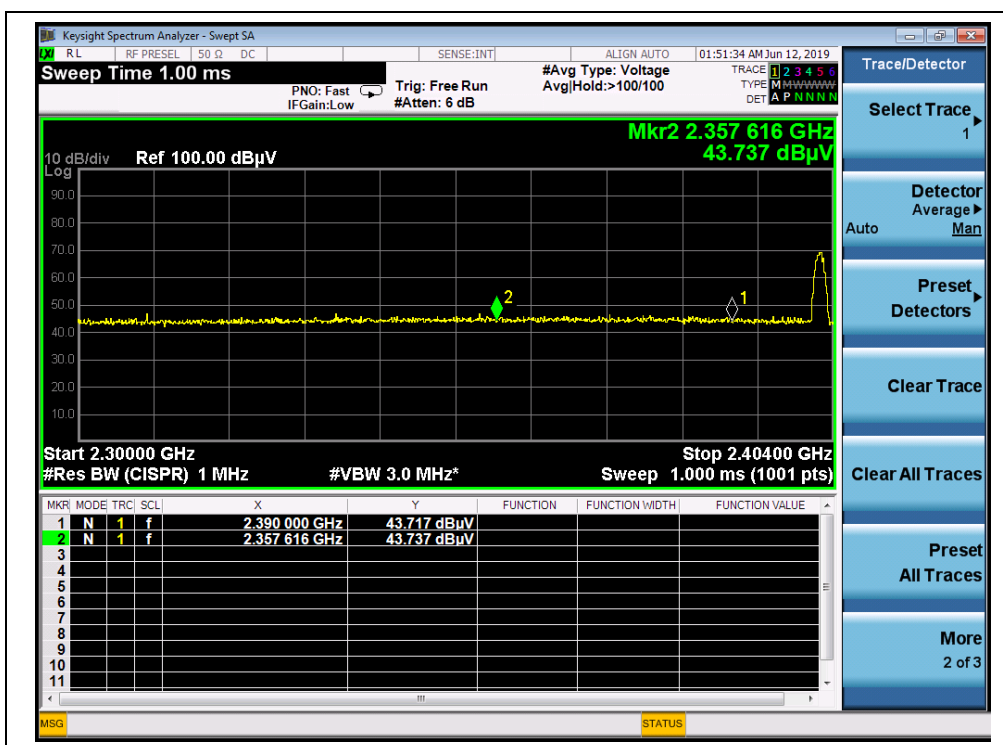 Keysight Spectrum Analyzer - Swept SA
LXI RL RF PRESEL 50 Ω DC SENSE:INT ALIGN AUTO 01:51:34 AM Jun 12, 2019
Sweep Time 1.00 ms
PNO: Fast
IFGain:Low
Trig: Free Run
#Atten: 6 dB
#Avg Type: Voltage
Avg|Hold:>100/100
TRACE 1 2 3 4 5 6
TYPE M M W W W W
DET A P N N N N
Mkr2 2.357 616 GHz
43.737 dBµV
10 dB/div Ref 100.00 dBµV
Log
90.0
80.0
70.0
60.0
50.0
40.0
30.0
20.0
10.0
2
1
Start 2.30000 GHz
Stop 2.40400 GHz
#Res BW (CISPR) 1 MHz
#VBW 3.0 MHz*
Sweep 1.000 ms (1001 pts)
MKR MODE TRC SCL X Y FUNCTION FUNCTION WIDTH FUNCTION VALUE
1 N 1 f 2.390 000 GHz 43.717 dBµV
2 N 1 f 2.357 616 GHz 43.737 dBµV
3
4
5
6
7
8
9
10
11
MSG
STATUS
Trace/Detector
Select Trace
1
Detector
Average
Auto Man
Preset
Detectors
Clear Trace
Clear All Traces
Preset
All Traces
More
2 of 3